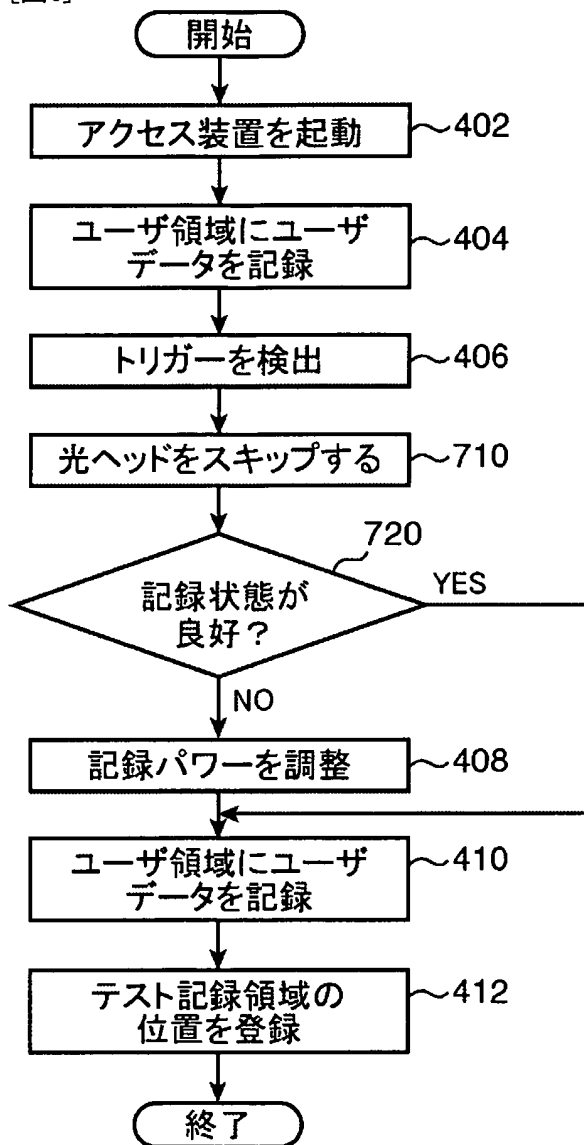 開始
アクセス装置を起動
402
ユーザ領域にユーザ
データを記録
404
トリガーを検出
406
光ヘッドをスキップする
710
720
記録状態が
良好?
YES
NO
記録パワーを調整
408
ユーザ領域にユーザ
データを記録
410
テスト記録領域の
位置を登録
412
終了